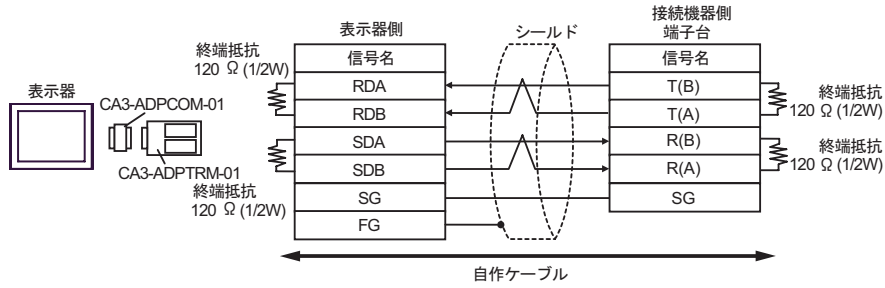 表示器
CA3-ADPCOM-01
CA3-ADPTRM-01
終端抵抗
120 Ω (1/2W)
終端抵抗
120 Ω (1/2W)
表示器側
信号名
RDA
RDB
SDA
SDB
SG
FG
シールド
接続機器側
端子台
信号名
T(B)
T(A)
R(B)
R(A)
SG
終端抵抗
120 Ω (1/2W)
終端抵抗
120 Ω (1/2W)
自作ケーブル